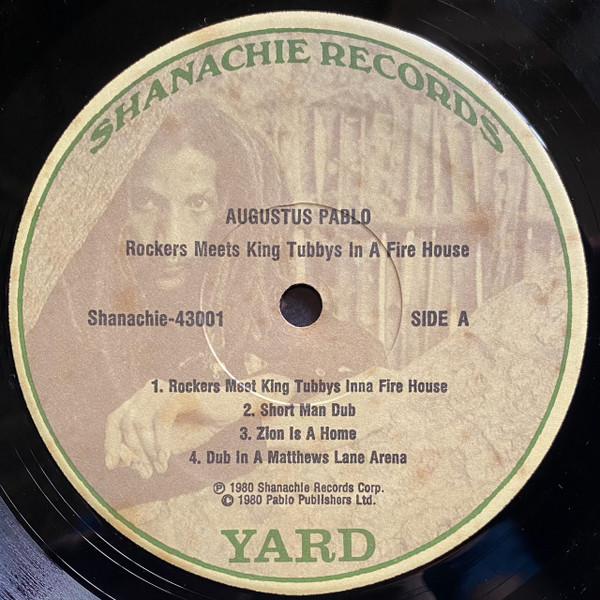 SHANACHIE RECORDS
AUGUSTUS PABLO
Rockers Meets King Tubbys In A Fire House
Shanachie-43001
SIDE A
1. Rockers Meet King Tubbys Inna Fire House
2. Short Man Dub
3. Zion Is A Home
4. Dub In A Matthews Lane Arena
℗ 1980 Shanachie Records Corp.
© 1980 Pablo Publishers Ltd.
YARD